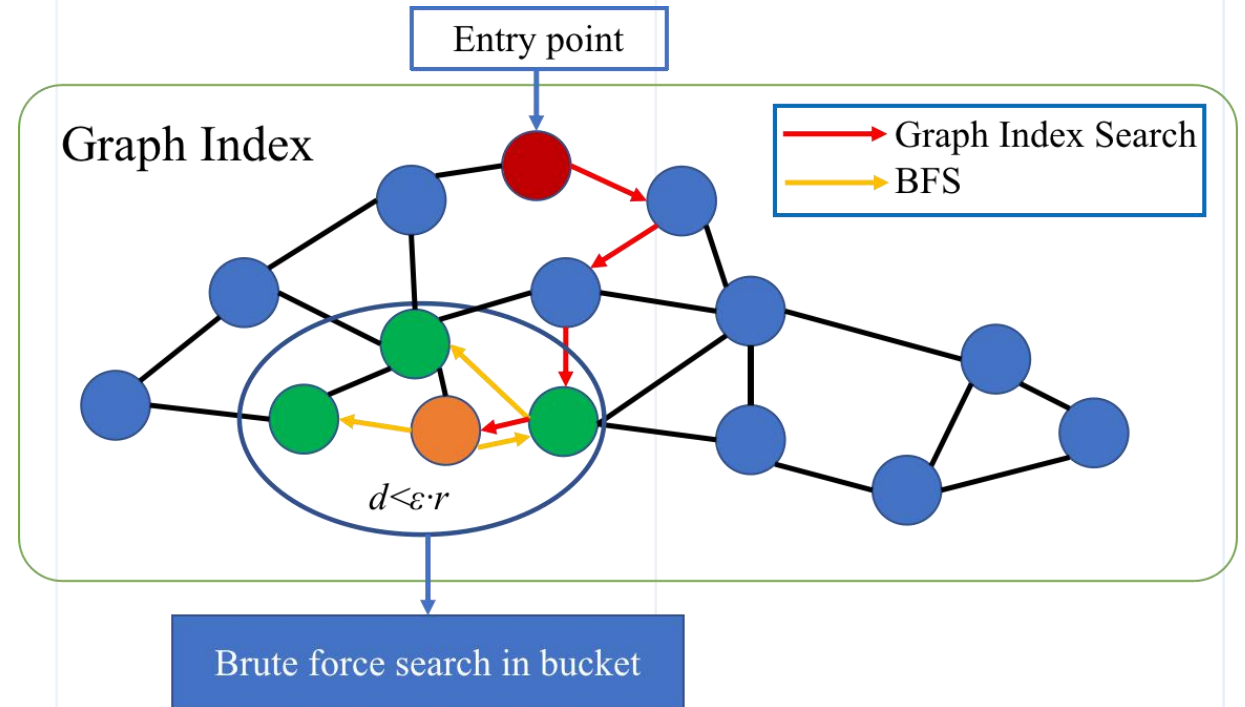 Entry point
Graph Index
Graph Index Search
BFS
d<ε·r
Brute force search in bucket